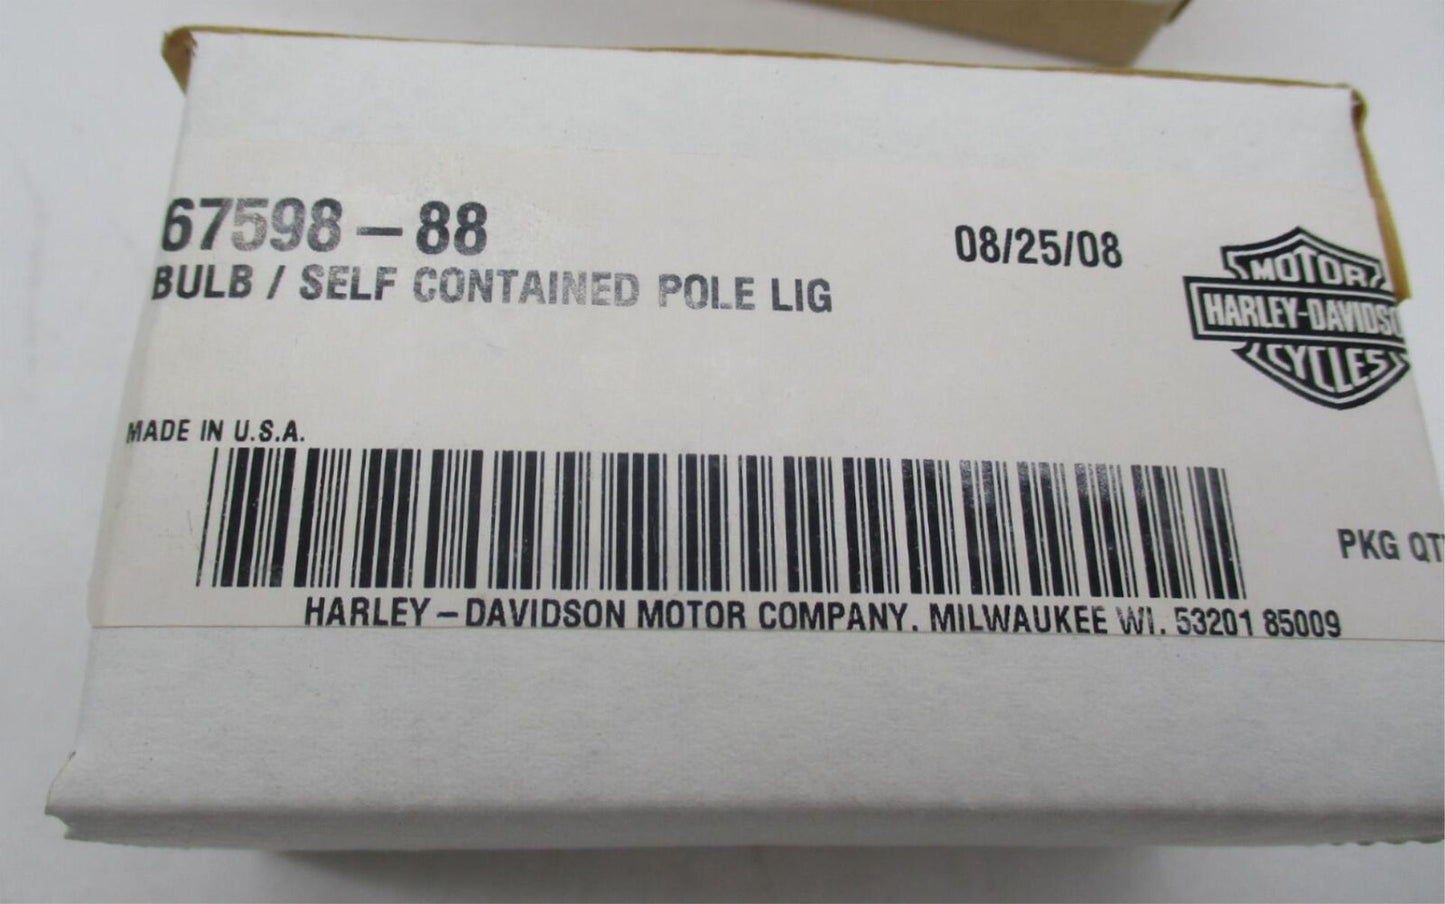 67598-88
BULB / SELF CONTAINED POLE LIG
08/25/08
MOTOR
HARLEY-DAVIDSO
CYCLES
MADE IN U.S.A.
PKG QT
HARLEY-DAVIDSON MOTOR COMPANY. MILWAUKEE WI. 53201 85009